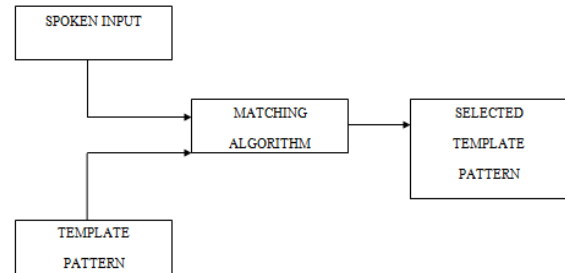 SPOKEN INPUT
MATCHING
ALGORITHM
SELECTED
TEMPLATE
PATTERN
TEMPLATE
PATTERN